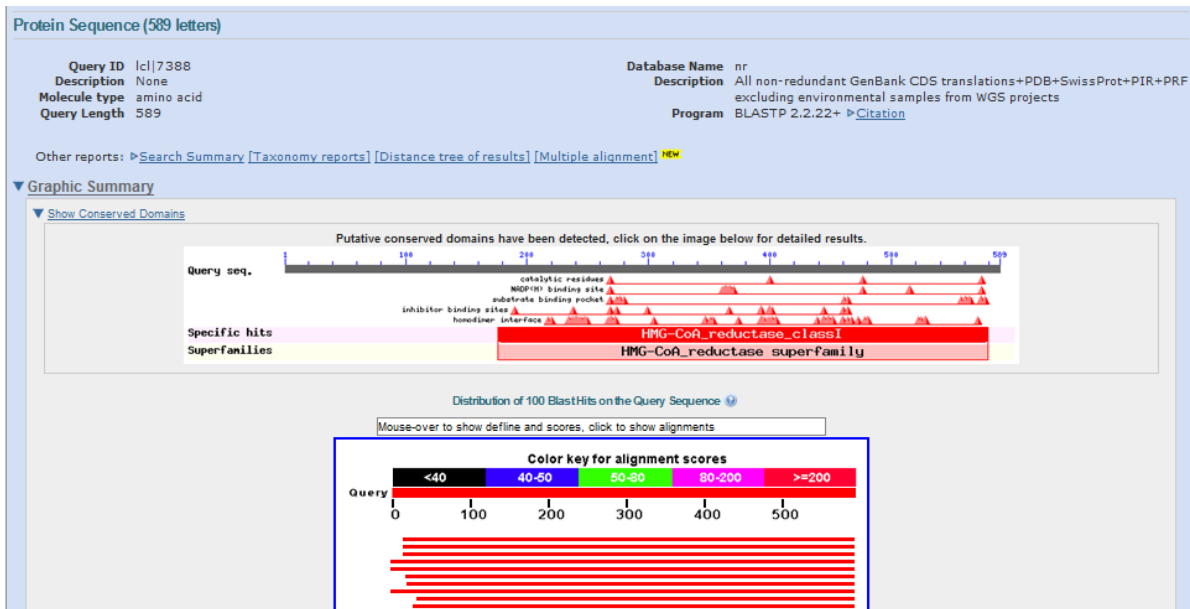 Protein Sequence (589 letters)
Query ID lcl|7388
Description None
Molecule type amino acid
Query Length 589
Database Name nr
Description All non-redundant GenBank CDS translations+PDB+SwissProt+PIR+PRF
excluding environmental samples from WGS projects
Program BLASTP 2.2.22+ ▷Citation
Other reports: ▷Search Summary [Taxonomy reports] [Distance tree of results] [Multiple alignment] NEW
▼ Graphic Summary
▼ Show Conserved Domains
Putative conserved domains have been detected, click on the image below for detailed results.
1 100 200 300 400 500 589
Query seq.
catalytic residues
NADP(H) binding site
substrate binding pocket
inhibitor binding sites
homodimer interface
Specific hits HMG-CoA_reductase_classI
Superfamilies HMG-CoA_reductase superfamily
Distribution of 100 Blast Hits on the Query Sequence
Mouse-over to show defline and scores, click to show alignments
Color key for alignment scores
<40 40-50 50-80 80-200 >=200
Query
0 100 200 300 400 500